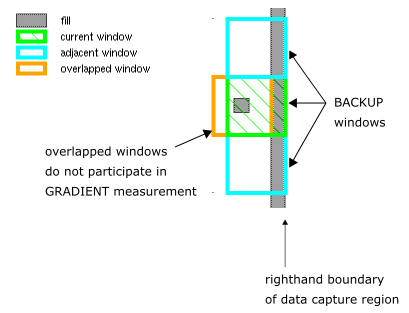 fill
current window
adjacent window
overlapped window
BACKUP
windows
overlapped windows
do not participate in
GRADIENT measurement
righthand boundary
of data capture region